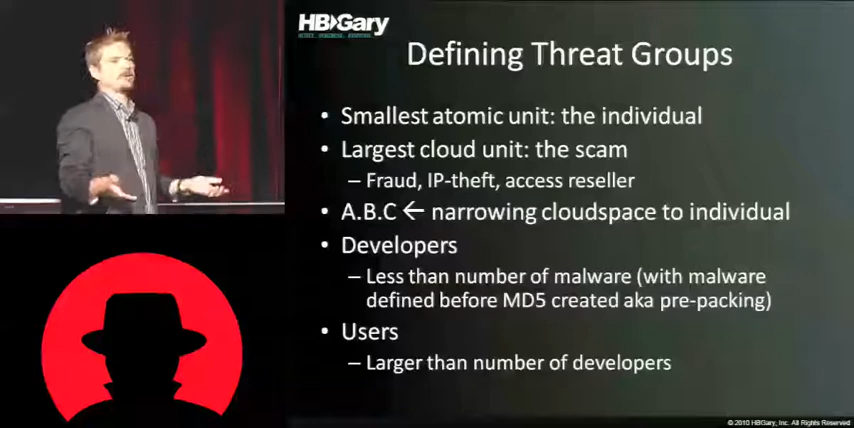 HBGary
Defining Threat Groups
• Smallest atomic unit: the individual
• Largest cloud unit: the scam
– Fraud, IP-theft, access reseller
• A.B.C ← narrowing cloudspace to individual
• Developers
– Less than number of malware (with malware
defined before MD5 created aka pre-packing)
• Users
– Larger than number of developers
© 2010 HBGary, Inc. All Rights Reserved